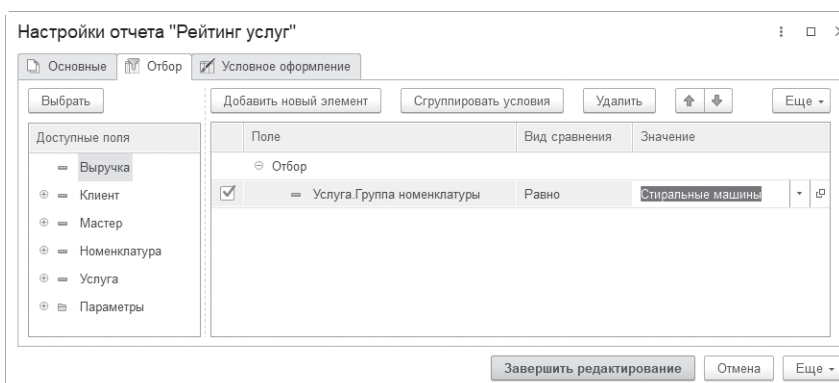 Настройки отчета "Рейтинг услуг"
Основные Отбор Условное оформление
Выбрать Добавить новый элемент Сгруппировать условия Удалить Еще
Доступные поля Поле Вид сравнения Значение
Выручка Отбор
Клиент Услуга.Группа номенклатуры Равно Стиральные машины
Мастер
Номенклатура
Услуга
Параметры
Завершить редактирование Отмена Еще